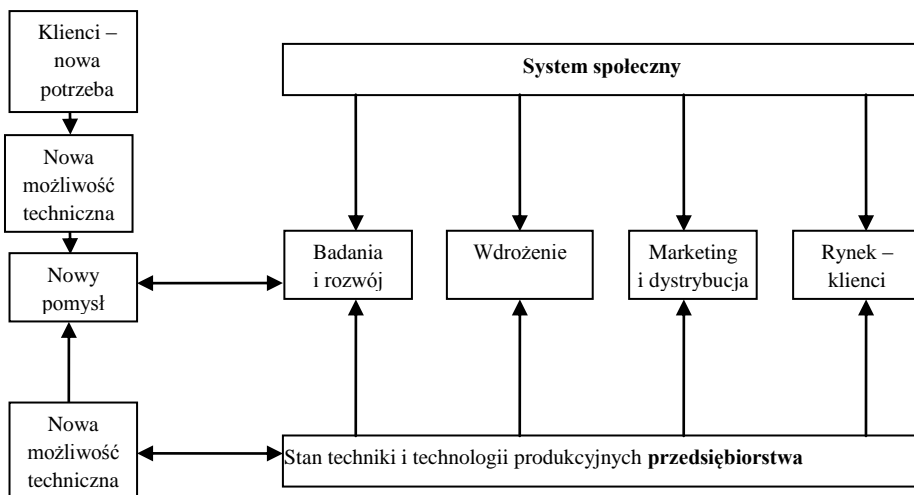 Klienci –
nowa
potrzeba
System społeczny
Nowa
możliwość
techniczna
Nowy
pomysł
Badania
i rozwój
Wdrożenie
Marketing
i dystrybucja
Rynek –
klienci
Nowa
możliwość
techniczna
Stan techniki i technologii produkcyjnych przedsiębiorstwa